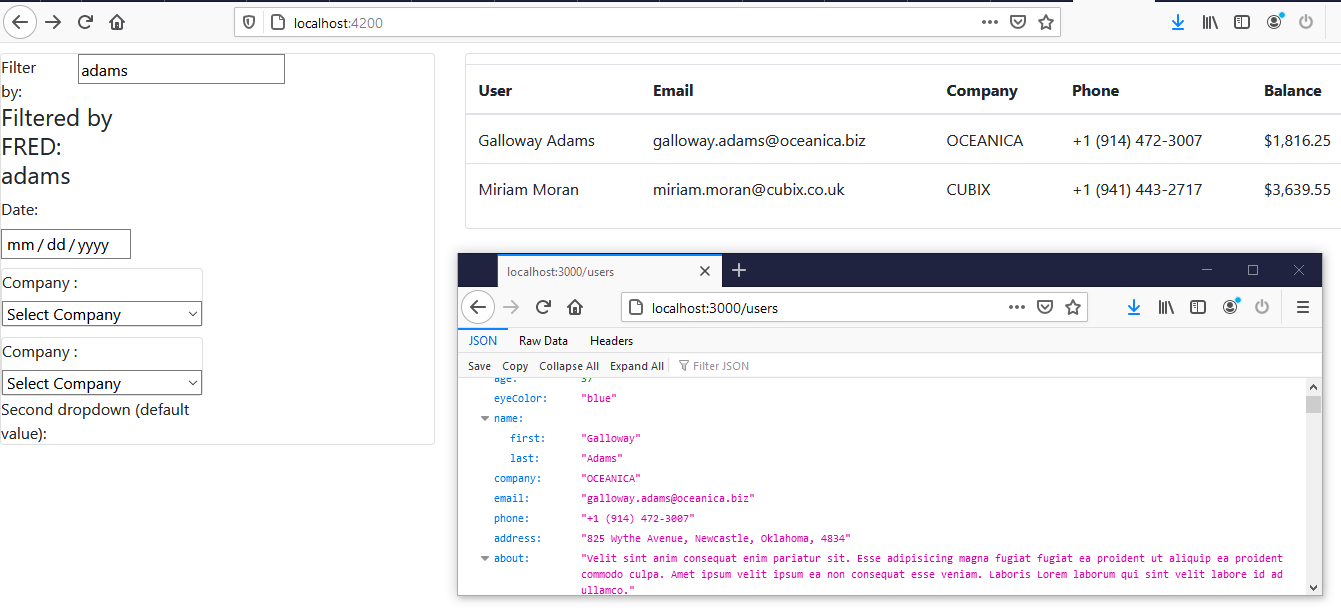 localhost:4200
Filter by:
adams
Filtered by
FRED:
adams
Date:
mm / dd / yyyy
Company :
Select Company
Company :
Select Company
Second dropdown (default
value):
User Email Company Phone Balance
Galloway Adams galloway.adams@oceanica.biz OCEANICA +1 (914) 472-3007 $1,816.25
Miriam Moran miriam.moran@cubix.co.uk CUBIX +1 (941) 443-2717 $3,639.55
localhost:3000/users
localhost:3000/users
JSON Raw Data Headers
Save Copy Collapse All Expand All Filter JSON
age: 37
eyeColor: "blue"
name:
first: "Galloway"
last: "Adams"
company: "OCEANICA"
email: "galloway.adams@oceanica.biz"
phone: "+1 (914) 472-3007"
address: "825 Wythe Avenue, Newcastle, Oklahoma, 4834"
about: "Velit sint anim consequat enim pariatur sit. Esse adipisicing magna fugiat fugiat ea proident ut aliquip ea proident
commodo culpa. Amet ipsum velit ipsum ea non consequat esse veniam. Laboris Lorem laborum qui sint velit labore id ad
ullamco."